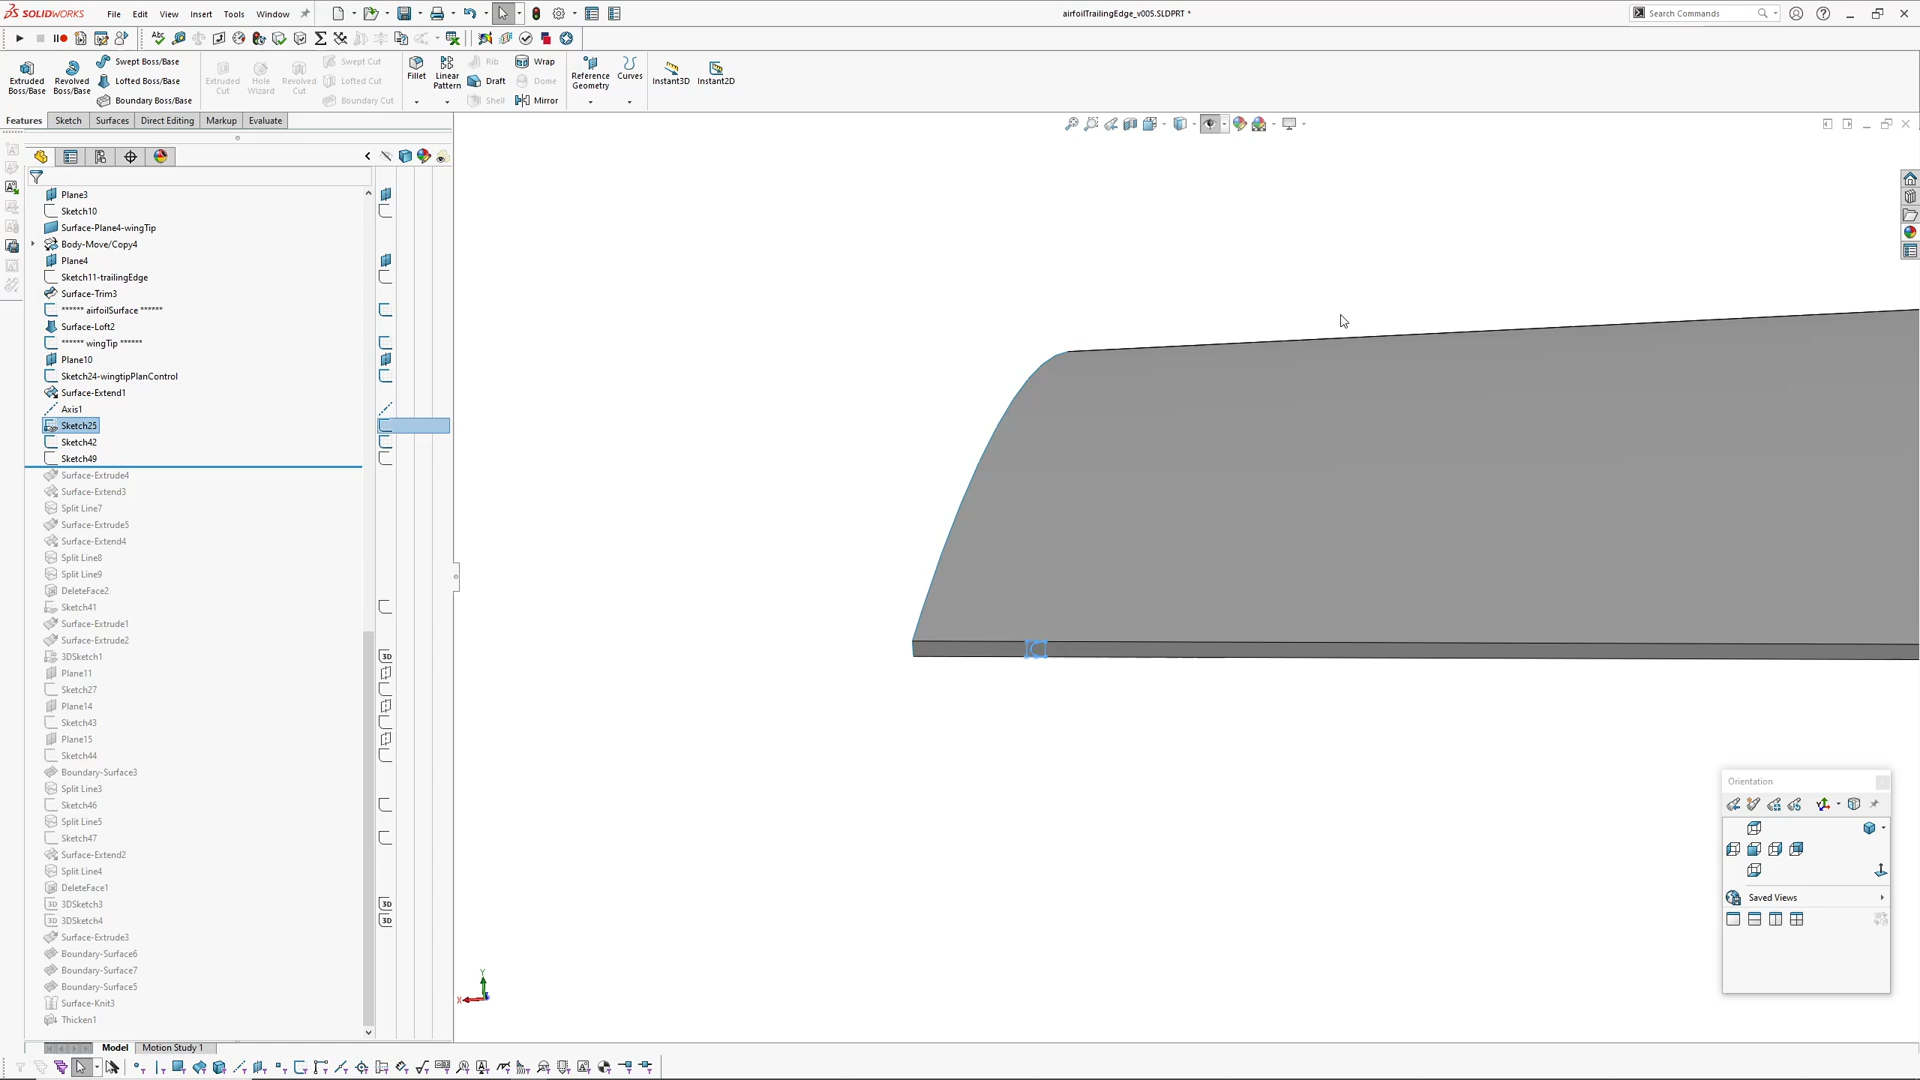 SOLIDWORKS
File Edit View Insert Tools Window
airfoilTrailingEdge_v005.SLDPRT *
Search Commands
Extruded Boss/Base
Revolved Boss/Base
Swept Boss/Base
Lofted Boss/Base
Boundary Boss/Base
Extruded Cut
Hole Wizard
Revolved Cut
Swept Cut
Lofted Cut
Boundary Cut
Fillet
Linear Pattern
Rib
Draft
Shell
Wrap
Dome
Mirror
Reference Geometry
Curves
Instant3D
Instant2D
Features Sketch Surfaces Direct Editing Markup Evaluate
Plane3
Sketch10
Surface-Plane4-wingTip
Body-Move/Copy4
Plane4
Sketch11-trailingEdge
Surface-Trim3
****** airfoilSurface ******
Surface-Loft2
****** wingTip ******
Plane10
Sketch24-wingtipPlanControl
Surface-Extend1
Axis1
Sketch25
Sketch42
Sketch49
Surface-Extrude4
Surface-Extend3
Split Line7
Surface-Extrude5
Surface-Extend4
Split Line8
Split Line9
DeleteFace2
Sketch41
Surface-Extrude1
Surface-Extrude2
3DSketch1
Plane11
Sketch27
Plane14
Sketch43
Plane15
Sketch44
Boundary-Surface3
Split Line3
Sketch46
Split Line5
Sketch47
Surface-Extend2
Split Line4
DeleteFace1
3DSketch3
3DSketch4
Surface-Extrude3
Boundary-Surface6
Boundary-Surface7
Boundary-Surface5
Surface-Knit3
Thicken1
Orientation
Saved Views
Y
X
Model Motion Study 1